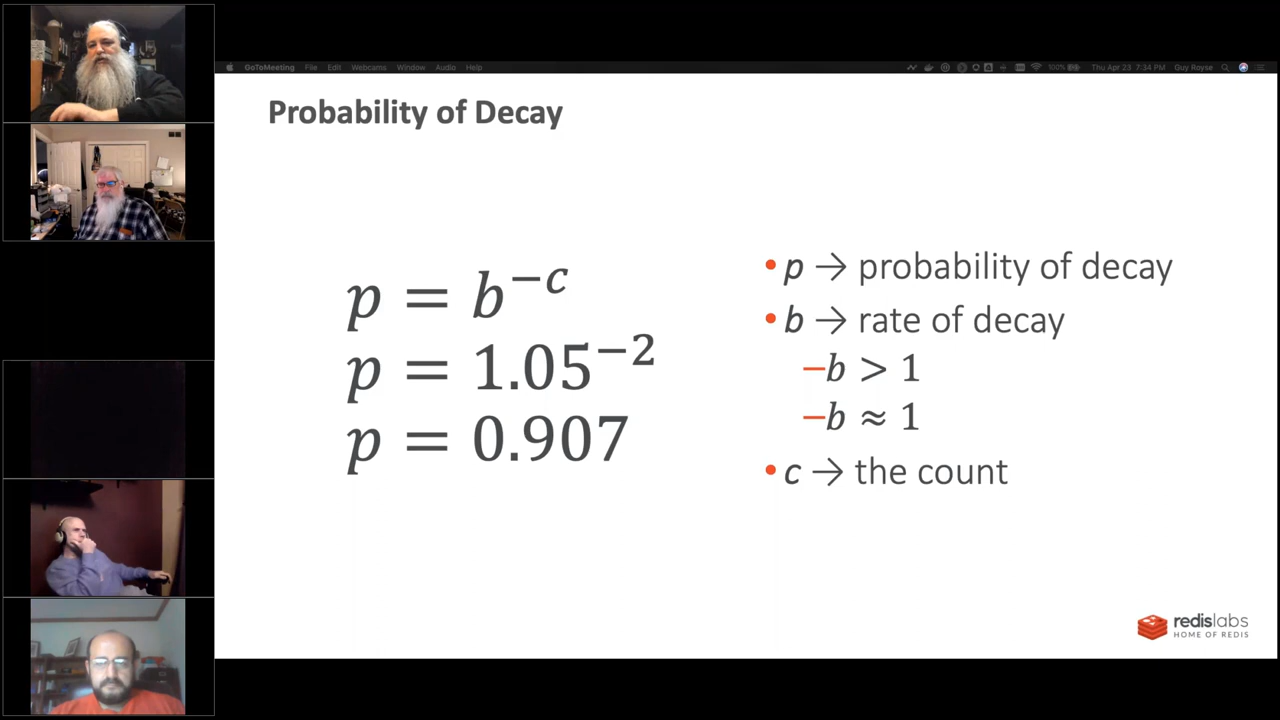 GoToMeeting File Edit Webcams Window Audio Help 100% Thu Apr 23 7:34 PM Guy Royse
Probability of Decay
p = b⁻ᶜ
p = 1.05⁻²
p = 0.907
• p → probability of decay
• b → rate of decay
–b > 1
–b ≈ 1
• c → the count
redislabs
HOME OF REDIS